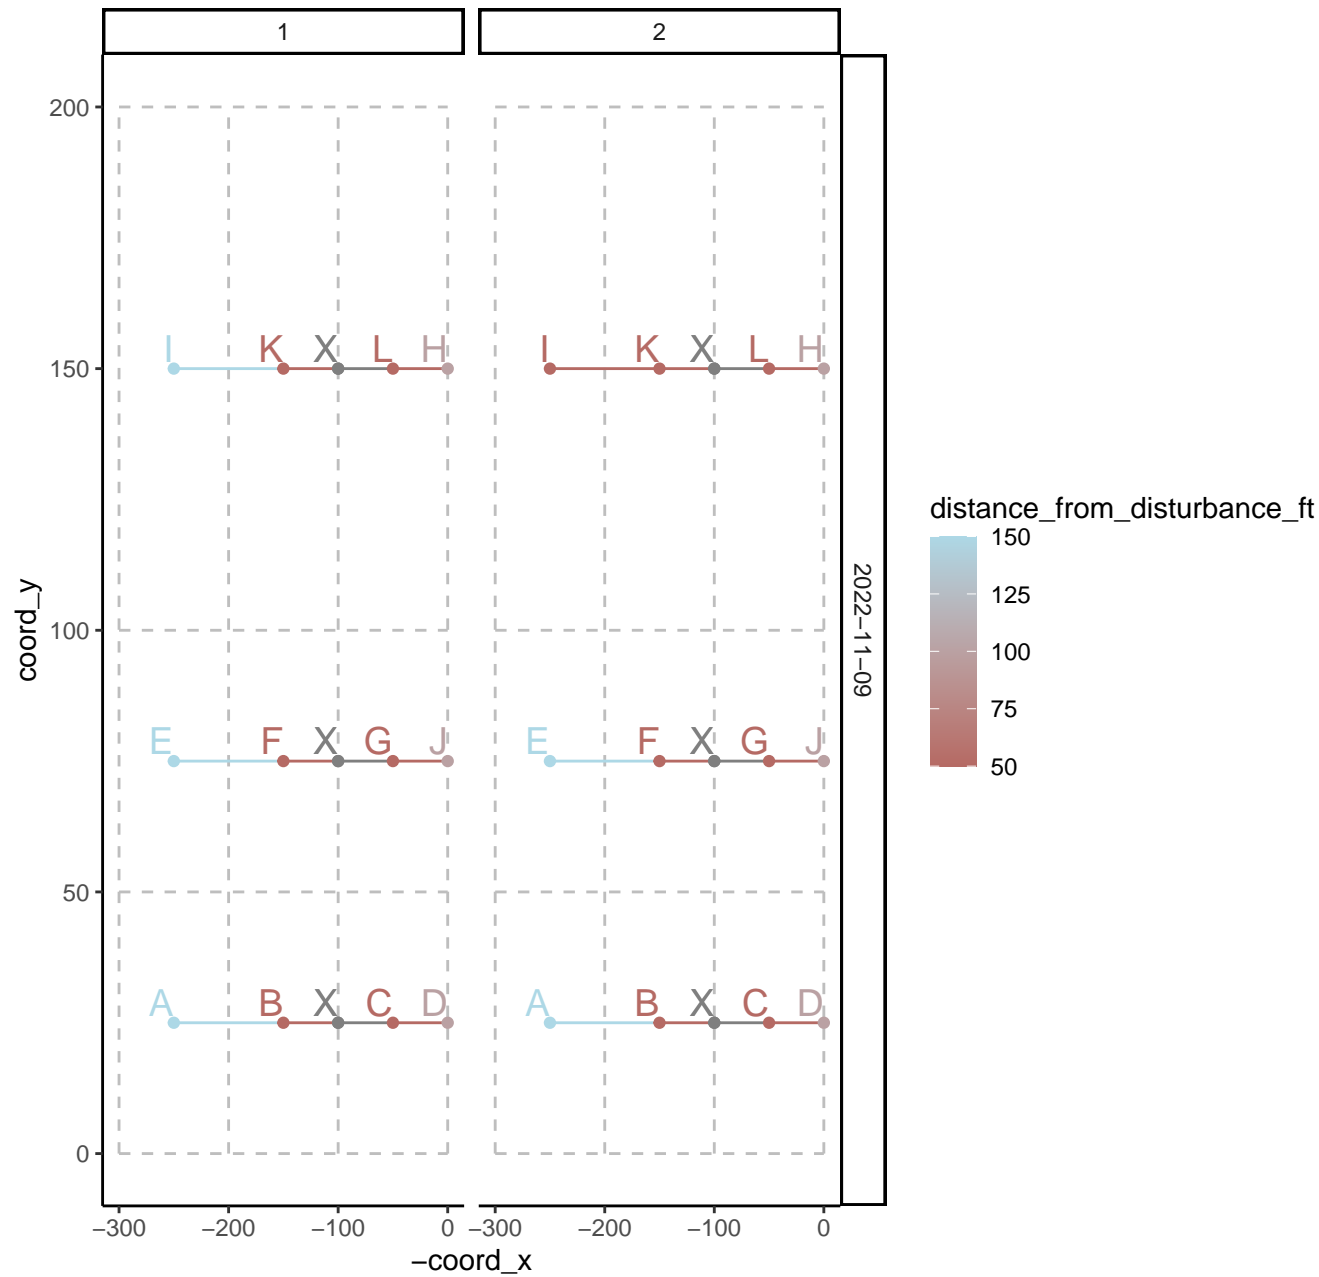 1 2
200
I K X L H I K X L H
150
distance_from_disturbance_ft
150
125
100
75
50
2022−11−09
100
coord_y
E F X G J E F X G J
50
A B X C D A B X C D
0
−300 −200 −100 0 −300 −200 −100 0
−coord_x